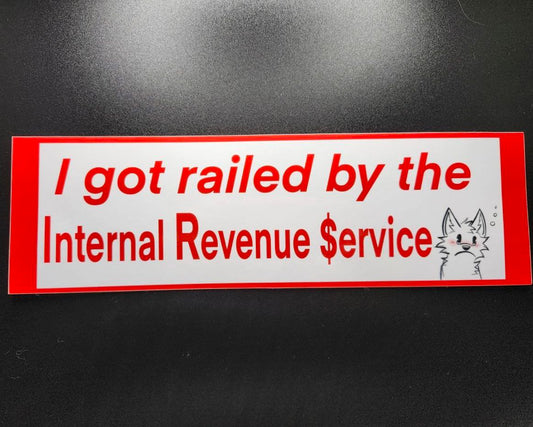 I got railed by the
Internal Revenue $ervice